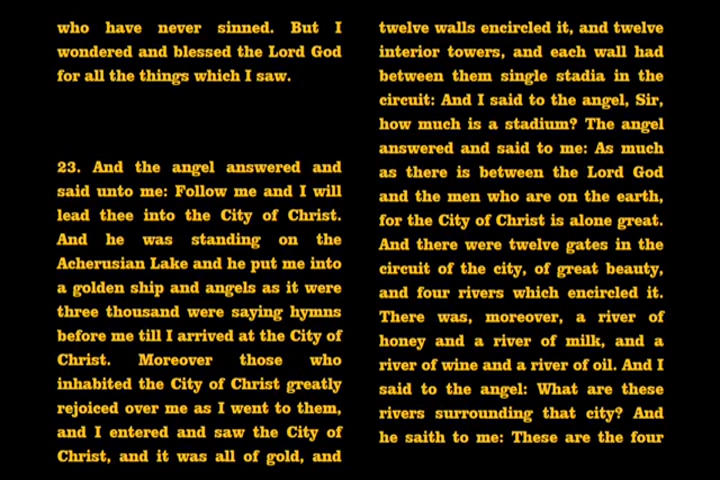 who have never sinned. But I
wondered and blessed the Lord God
for all the things which I saw.
23. And the angel answered and
said unto me: Follow me and I will
lead thee into the City of Christ.
And he was standing on the
Acherusian Lake and he put me into
a golden ship and angels as it were
three thousand were saying hymns
before me till I arrived at the City of
Christ. Moreover those who
inhabited the City of Christ greatly
rejoiced over me as I went to them,
and I entered and saw the City of
Christ, and it was all of gold, and
twelve walls encircled it, and twelve
interior towers, and each wall had
between them single stadia in the
circuit: And I said to the angel, Sir,
how much is a stadium? The angel
answered and said to me: As much
as there is between the Lord God
and the men who are on the earth,
for the City of Christ is alone great.
And there were twelve gates in the
circuit of the city, of great beauty,
and four rivers which encircled it.
There was, moreover, a river of
honey and a river of milk, and a
river of wine and a river of oil. And I
said to the angel: What are these
rivers surrounding that city? And
he saith to me: These are the four